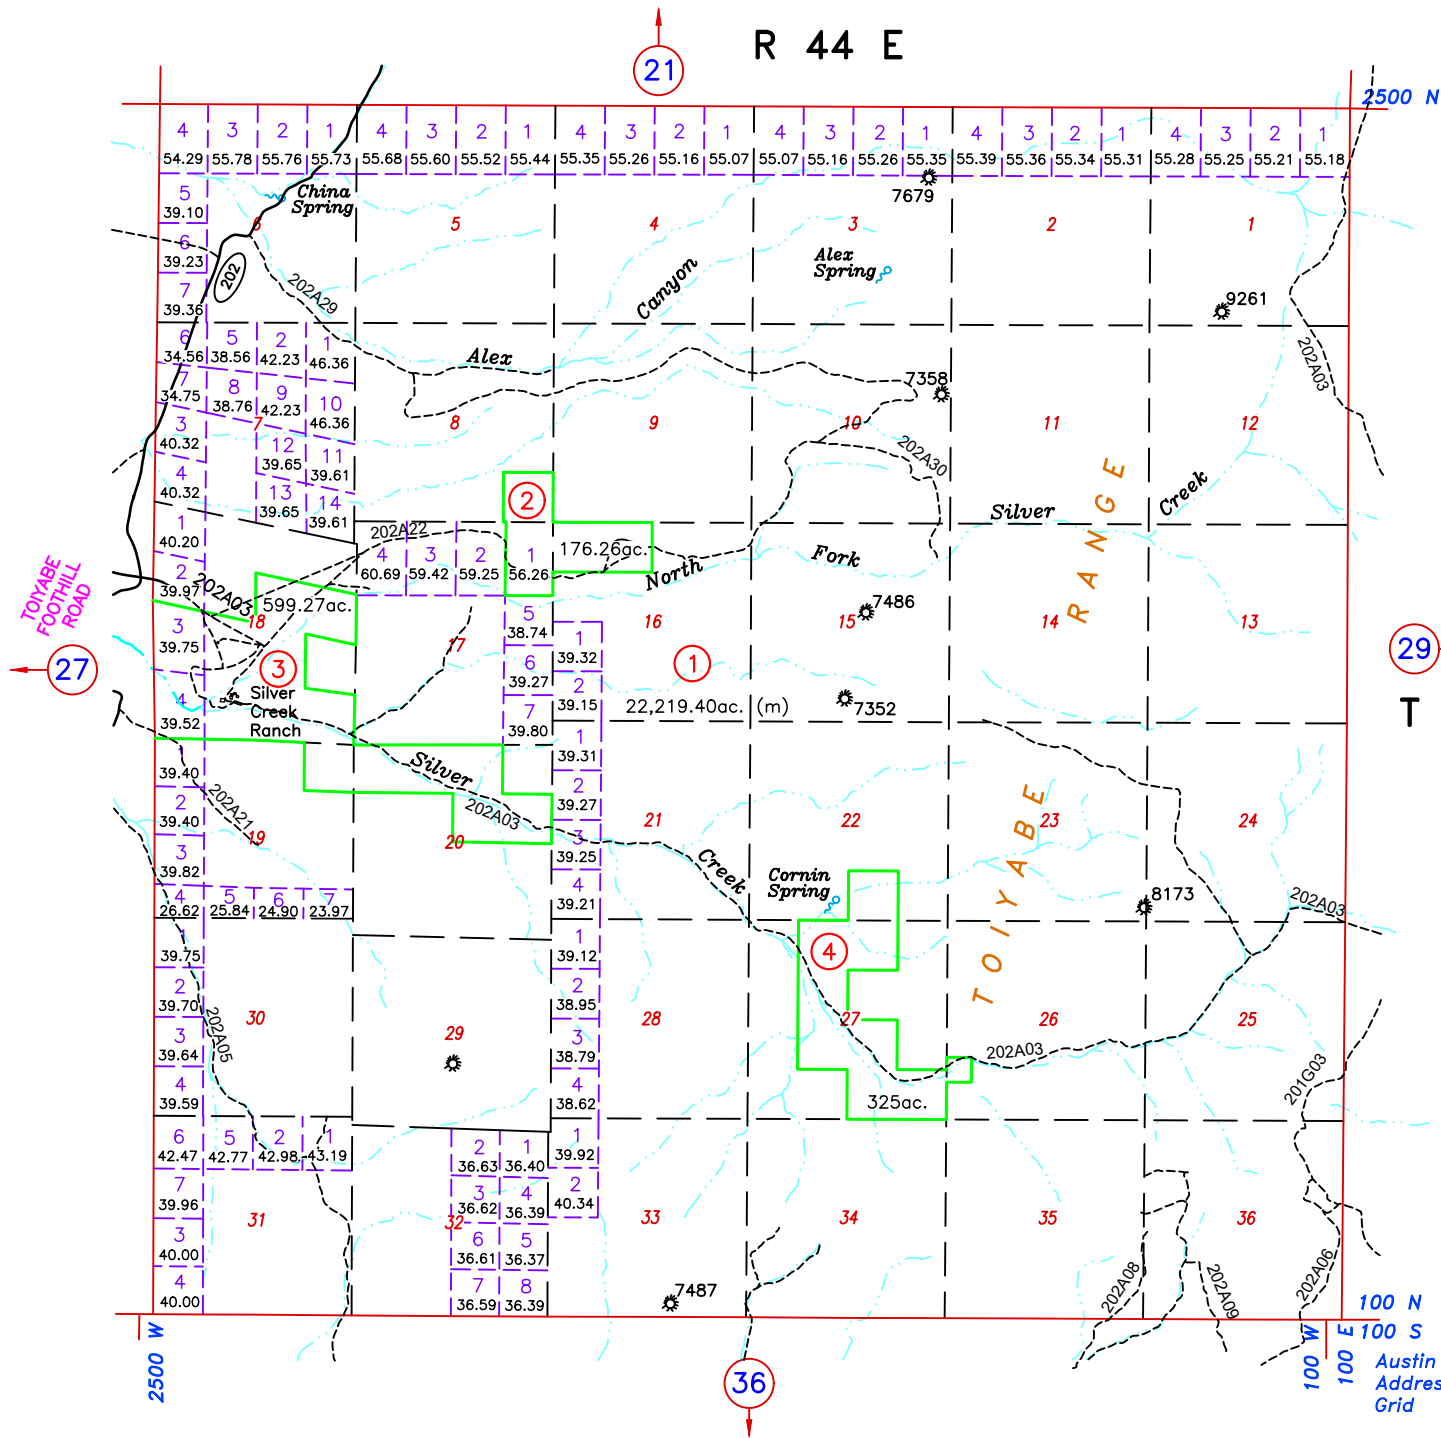 R 44 E
21
2500 N
4 3 2 1 4 3 2 1 4 3 2 1 4 3 2 1 4 3 2 1 4 3 2 1
54.29 55.78 55.76 55.73 55.68 55.60 55.52 55.44 55.35 55.26 55.16 55.07 55.07 55.16 55.26 55.35 55.39 55.36 55.34 55.31 55.28 55.25 55.21 55.18
5
39.10
China
Spring
7679
6 5 4 3 2 1
6
39.23
202
Alex
Spring
7
39.36
202A29
Canyon
9261
6 5 2 1
34.56 38.56 42.23 46.36
Alex
202A03
7 8 9 10
34.75 38.76 42.23 46.36
7358
3
40.32
7 8 9 10 11 12
12 11
39.65 39.61
202A30
RANGE
4
40.32
13 14
39.65 39.61
2
Silver
Creek
1
40.20
202A22
4 3 2 1
60.69 59.42 59.25 56.26
176.26ac.
North
Fork
2
39.97
202A03
599.27ac.
TOIYABE
FOOTHILL
ROAD
7486
18 17 16 15 14 13
3
39.75
5
38.74
1
39.32
27
3
6
39.27
1
29
2
39.15
4
39.52
Silver
Creek
Ranch
7
39.80
22,219.40ac. (m)
7352
T
1
39.40
1
39.31
Silver
2
39.40
202A21
202A03
2
39.27
TOIYABE
19 20 21 22 23 24
3
39.82
3
39.25
Creek
Cornin
Spring
8173
202A03
4 5 6 7
26.62 25.84 24.90 23.97
4
39.21
1
39.75
1
39.12
4
2
39.70
2
38.95
30 29 28 27 26 25
202A05
3
39.64
3
38.79
202A03
201G03
4
39.59
4
38.62
325ac.
6 5 2 1
42.47 42.77 42.98 43.19
2 1
36.63 36.40
1
39.92
7
39.96
3 4
36.62 36.39
2
40.34
31 32 33 34 35 36
3
40.00
6 5
36.61 36.37
4
40.00
7 8
36.59 36.39
7487
202A08
202A09
202A06
100 N
100 S
2500 W
100 W
100 E
36
Austin
Addres
Grid